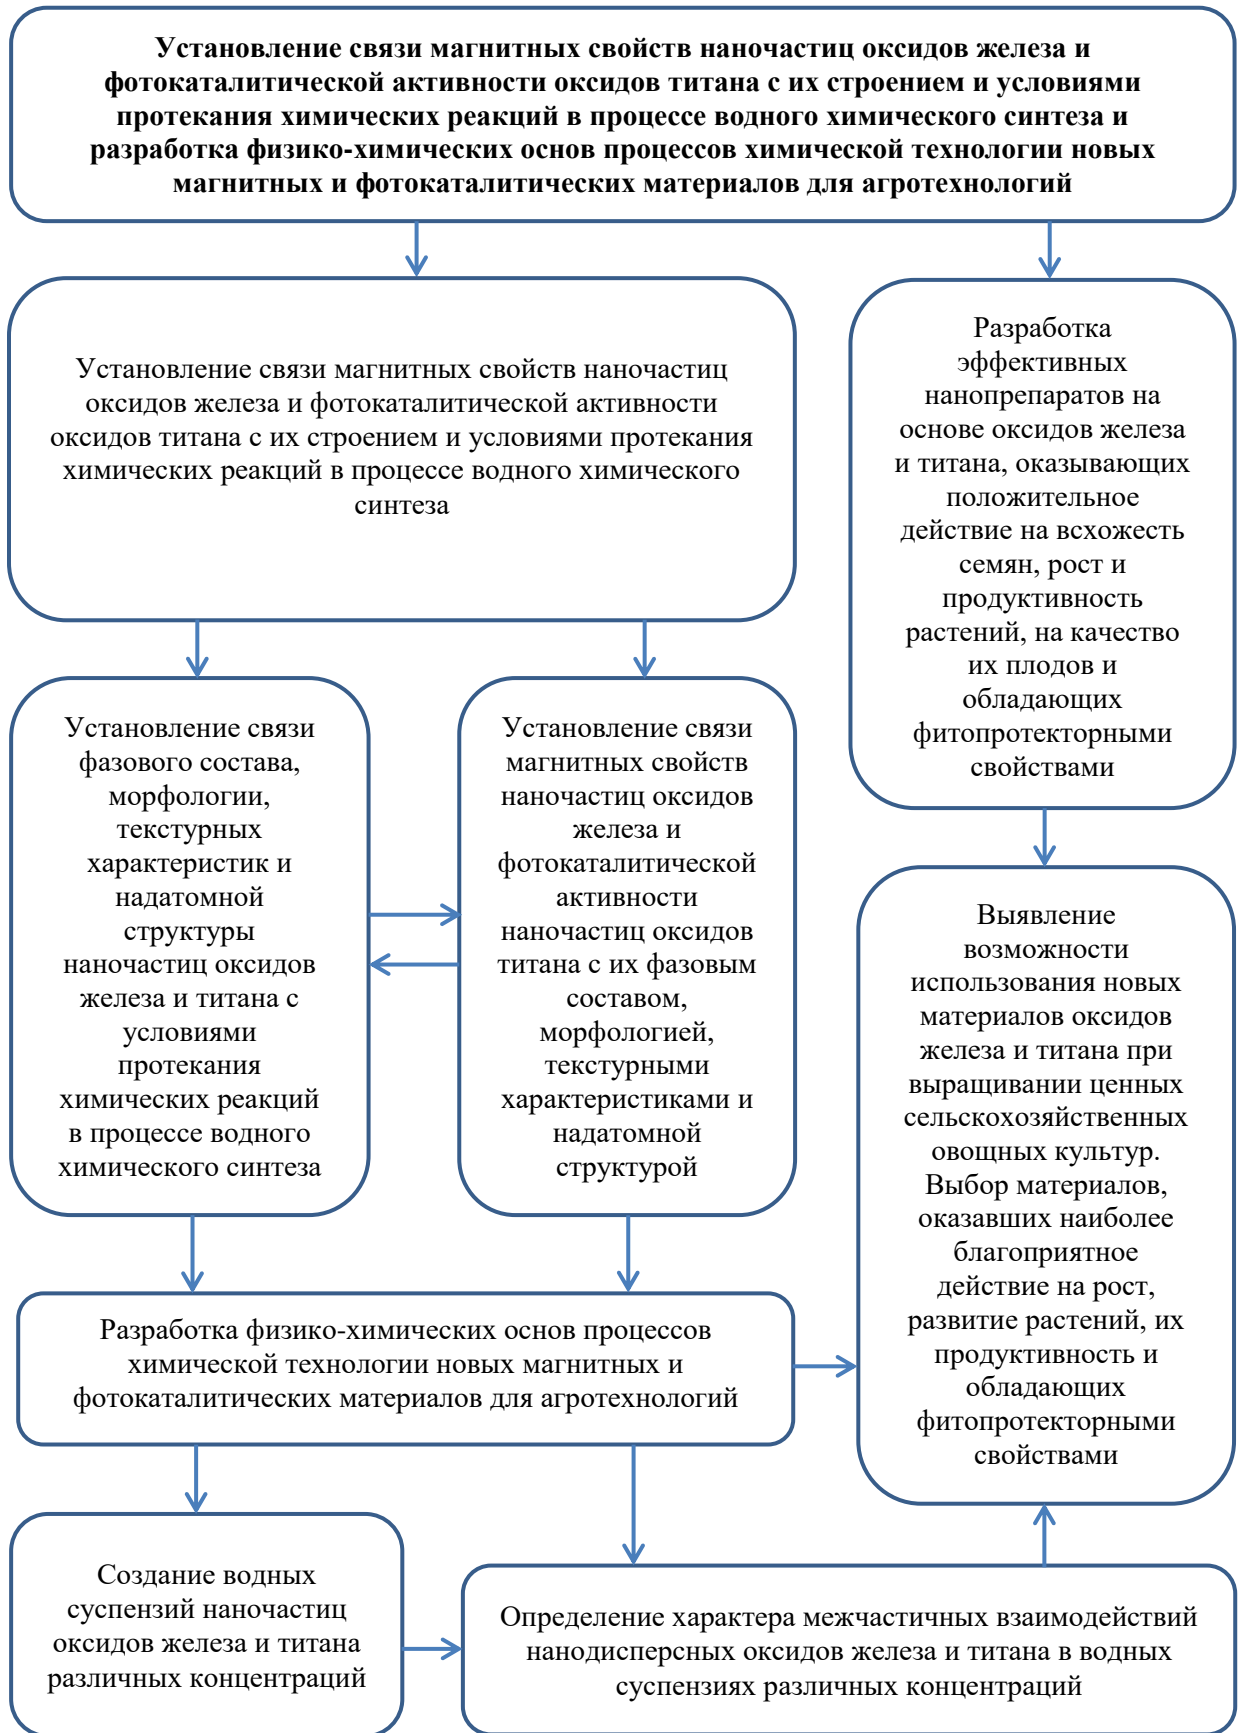 Установление связи магнитных свойств наночастиц оксидов железа и
фотокаталитической активности оксидов титана с их строением и условиями
протекания химических реакций в процессе водного химического синтеза и
разработка физико-химических основ процессов химической технологии новых
магнитных и фотокаталитических материалов для агротехнологий
Установление связи магнитных свойств наночастиц
оксидов железа и фотокаталитической активности
оксидов титана с их строением и условиями протекания
химических реакций в процессе водного химического
синтеза
Разработка
эффективных
нанопрепаратов на
основе оксидов железа
и титана, оказывающих
положительное
действие на всхожесть
семян, рост и
продуктивность
растений, на качество
их плодов и
обладающих
фитопротекторными
свойствами
Установление связи
фазового состава,
морфологии,
текстурных
характеристик и
надатомной
структуры
наночастиц оксидов
железа и титана с
условиями
протекания
химических реакций
в процессе водного
химического синтеза
Установление связи
магнитных свойств
наночастиц оксидов
железа и
фотокаталитической
активности
наночастиц оксидов
титана с их фазовым
составом,
морфологией,
текстурными
характеристиками и
надатомной
структурой
Выявление
возможности
использования новых
материалов оксидов
железа и титана при
выращивании ценных
сельскохозяйственных
овощных культур.
Выбор материалов,
оказавших наиболее
благоприятное
действие на рост,
развитие растений, их
продуктивность и
обладающих
фитопротекторными
свойствами
Разработка физико-химических основ процессов
химической технологии новых магнитных и
фотокаталитических материалов для агротехнологий
Создание водных
суспензий наночастиц
оксидов железа и титана
различных концентраций
Определение характера межчастичных взаимодействий
нанодисперсных оксидов железа и титана в водных
суспензиях различных концентраций